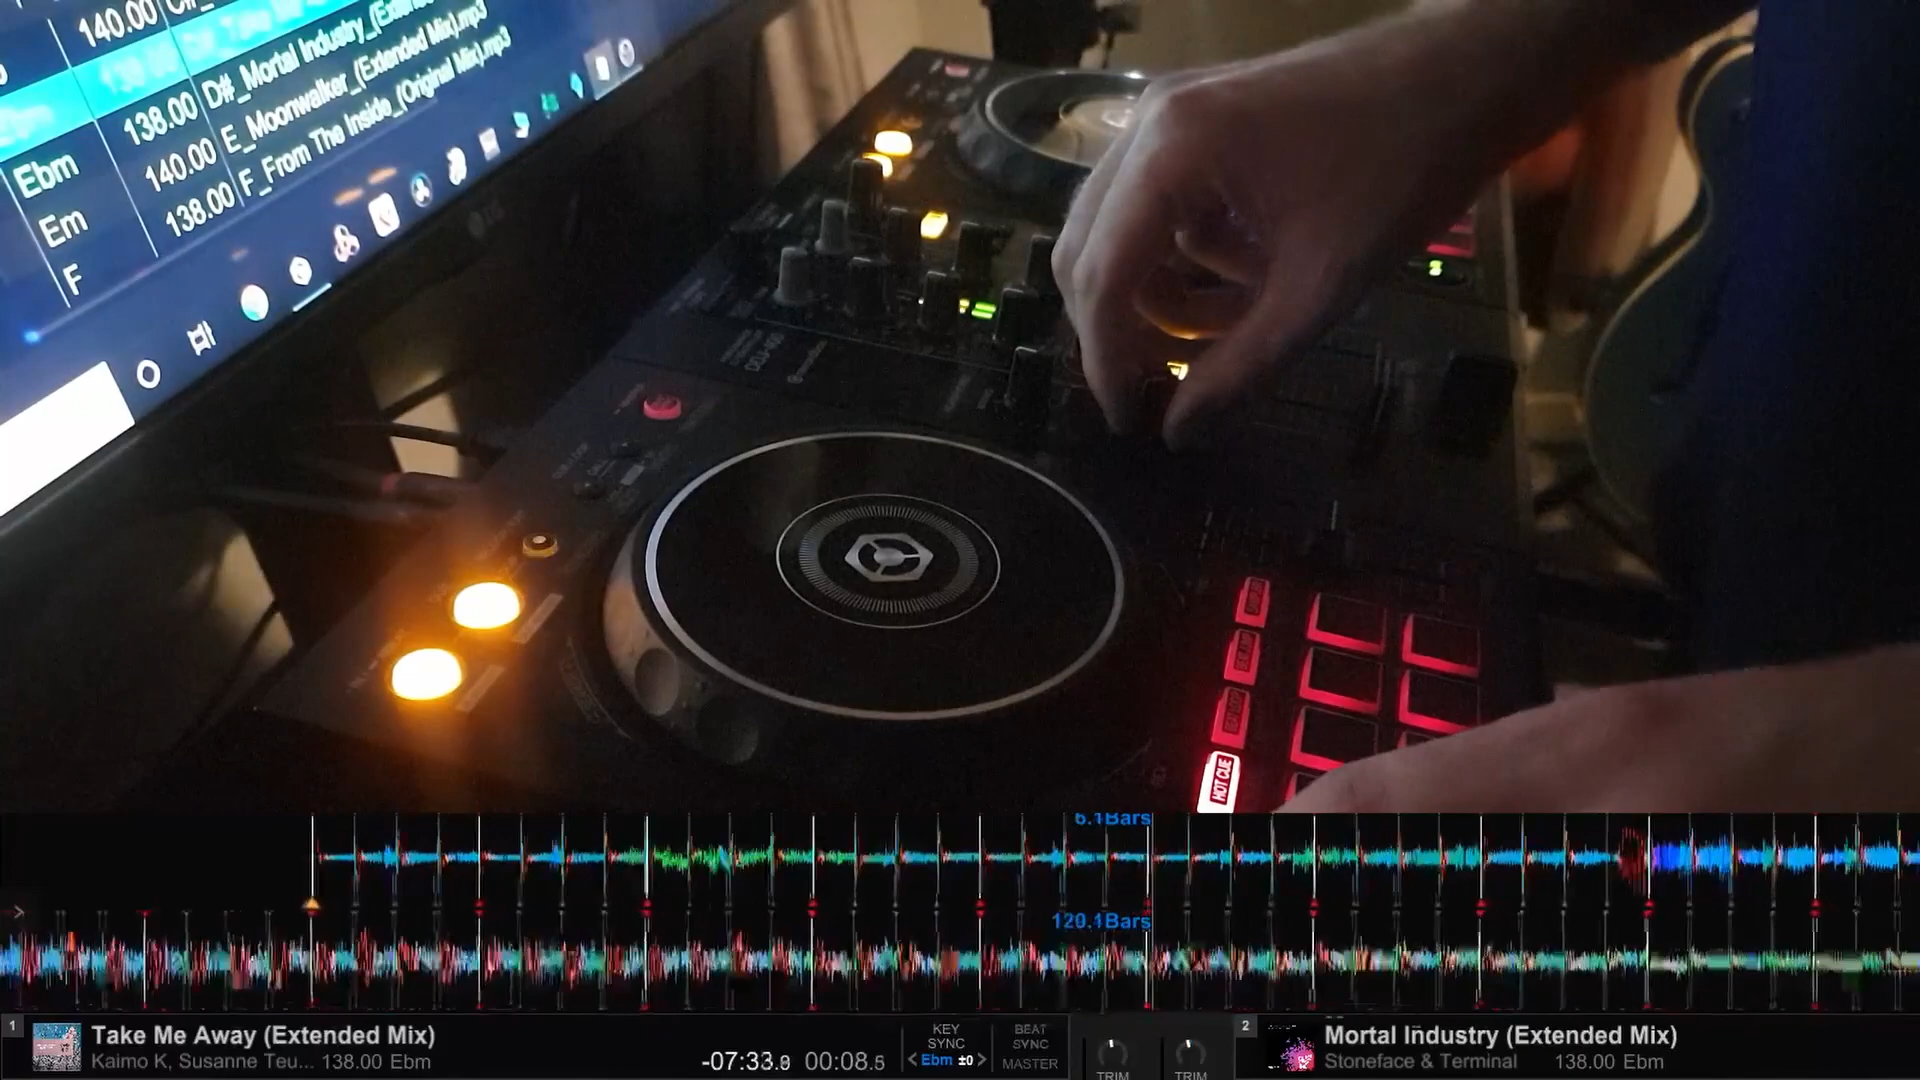 140.00
138.00
138.00 D#_Mortal Industry_(Exten
Ebm 140.00 E_Moonwalker_(Extended Mix).mp3
Em 138.00 F_From The Inside_(Original Mix).mp3
F
DDJ-400
HOT CUE
6.1Bars
120.1Bars
1
Take Me Away (Extended Mix)
Kaimo K, Susanne Teu... 138.00 Ebm
-07:33.9 00:08.5
KEY SYNC
< Ebm ±0 >
BEAT SYNC
MASTER
TRIM
TRIM
2
Mortal Industry (Extended Mix)
Stoneface & Terminal 138.00 Ebm